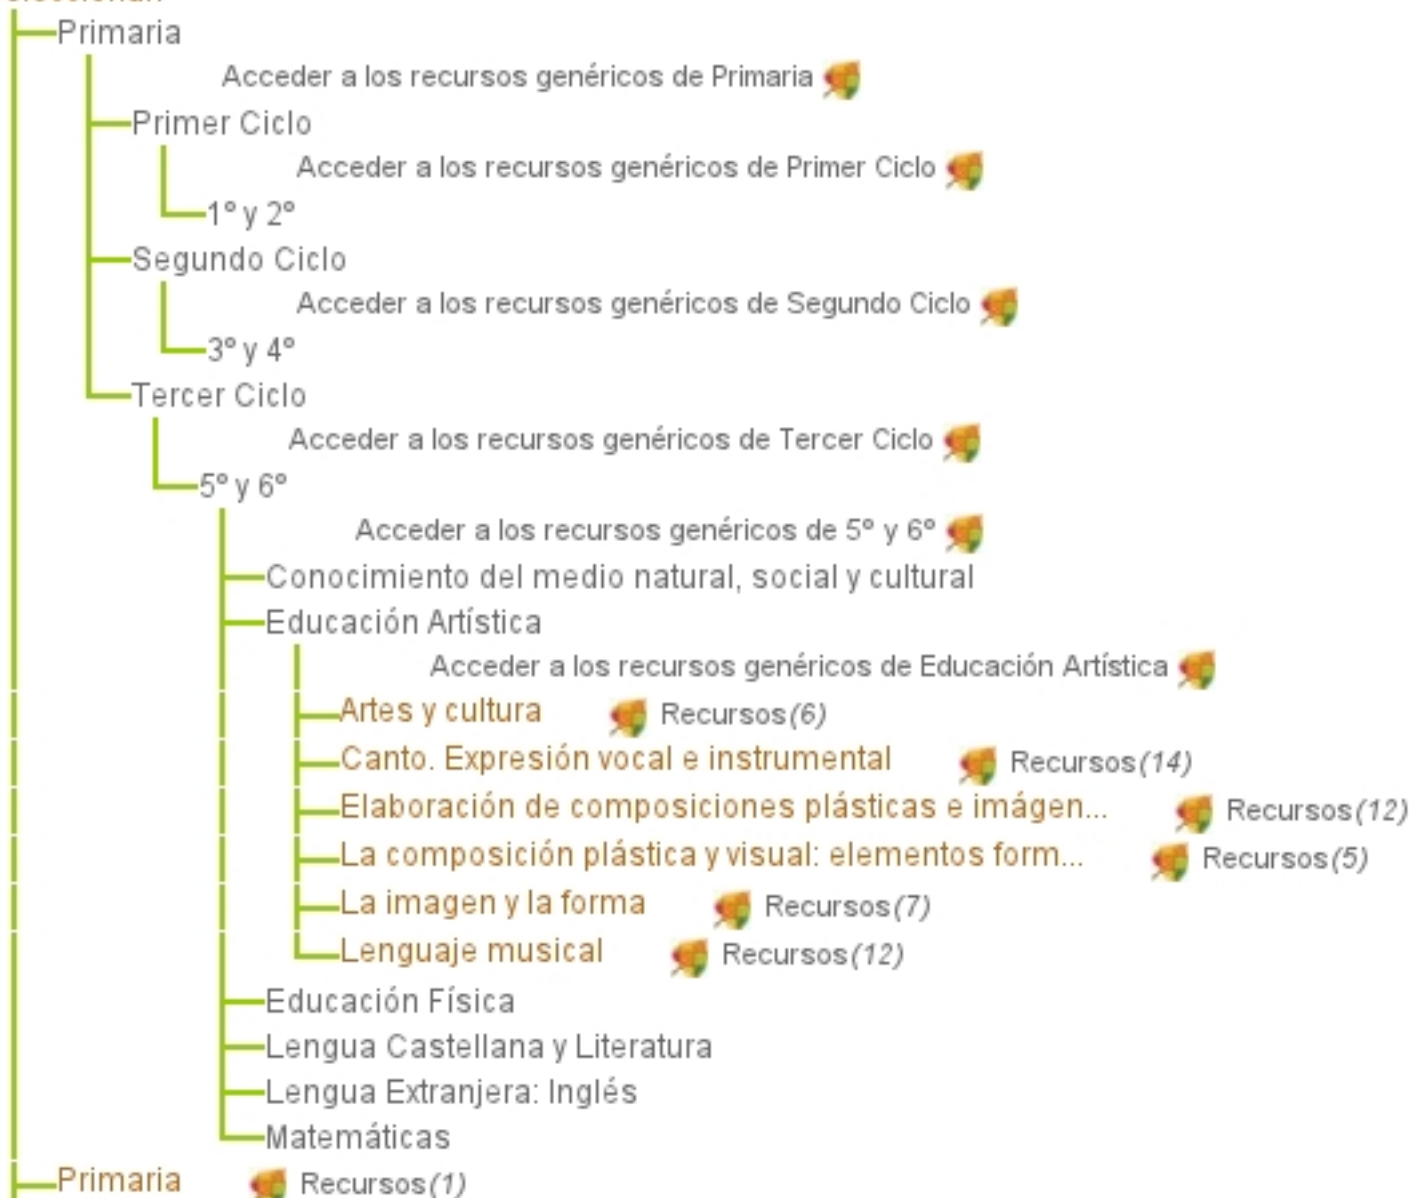 Primaria
Acceder a los recursos genéricos de Primaria
Primer Ciclo
Acceder a los recursos genéricos de Primer Ciclo
1º y 2º
Segundo Ciclo
Acceder a los recursos genéricos de Segundo Ciclo
3º y 4º
Tercer Ciclo
Acceder a los recursos genéricos de Tercer Ciclo
5º y 6º
Acceder a los recursos genéricos de 5º y 6º
Conocimiento del medio natural, social y cultural
Educación Artística
Acceder a los recursos genéricos de Educación Artística
Artes y cultura Recursos(6)
Canto. Expresión vocal e instrumental Recursos(14)
Elaboración de composiciones plásticas e imágen... Recursos(12)
La composición plástica y visual: elementos form... Recursos(5)
La imagen y la forma Recursos(7)
Lenguaje musical Recursos(12)
Educación Física
Lengua Castellana y Literatura
Lengua Extranjera: Inglés
Matemáticas
Primaria Recursos(1)